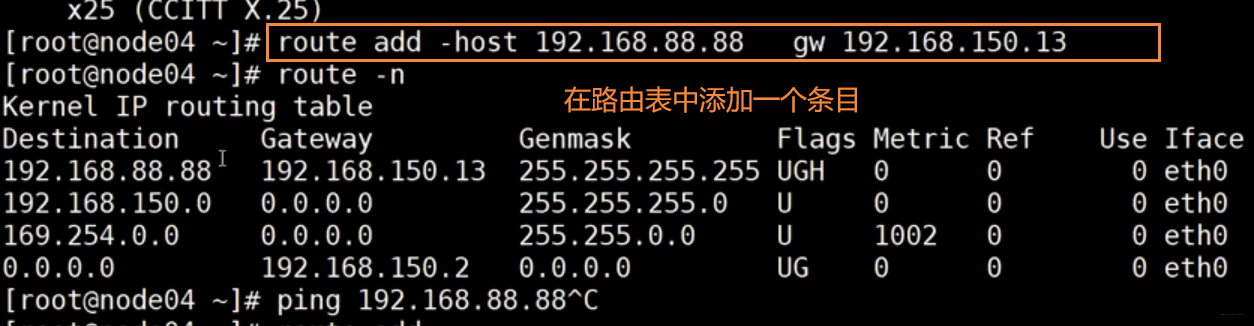 x25 (CCITT X.25)
[root@node04 ~]# route add -host 192.168.88.88   gw 192.168.150.13
[root@node04 ~]# route -n
Kernel IP routing table
在路由表中添加一个条目
Destination     Gateway         Genmask         Flags Metric Ref    Use Iface
192.168.88.88   192.168.150.13  255.255.255.255 UGH   0      0        0 eth0
192.168.150.0   0.0.0.0         255.255.255.0   U     0      0        0 eth0
169.254.0.0     0.0.0.0         255.255.0.0     U     1002   0        0 eth0
0.0.0.0         192.168.150.2   0.0.0.0         UG    0      0        0 eth0
[root@node04 ~]# ping 192.168.88.88^C